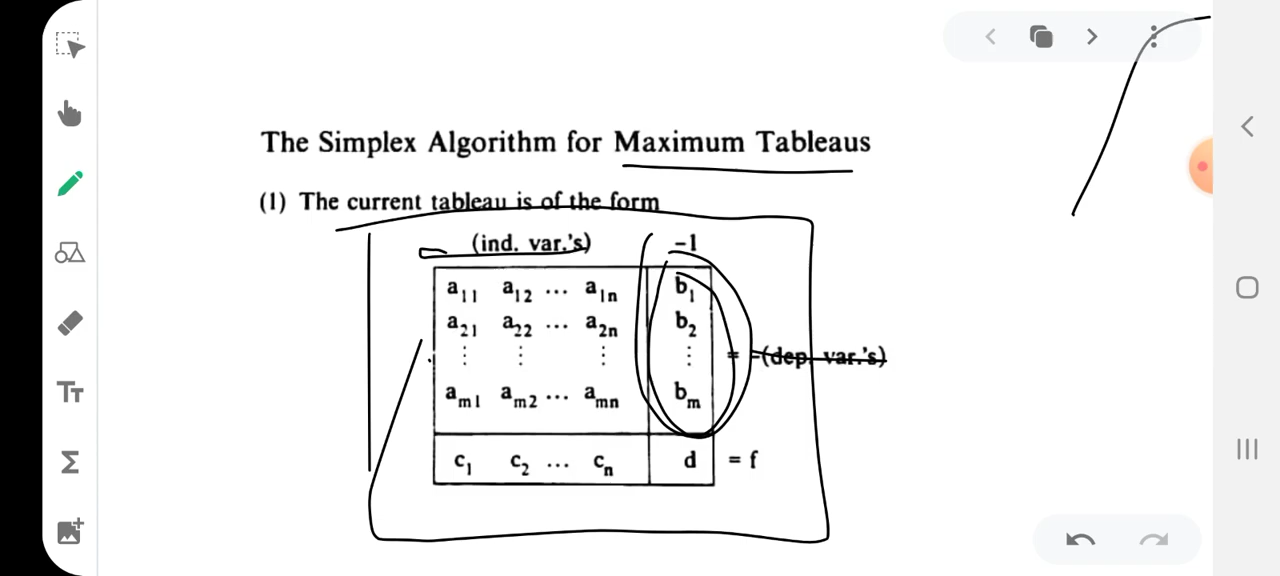 The Simplex Algorithm for Maximum Tableaus
(1) The current tableau is of the form
(ind. var.'s) -1
a11 a12 ... a1n b1
a21 a22 ... a2n b2
⋮ ⋮ ⋮ ⋮ = -(dep. var.'s)
am1 am2 ... amn bm
c1 c2 ... cn d = f
Tт
Σ